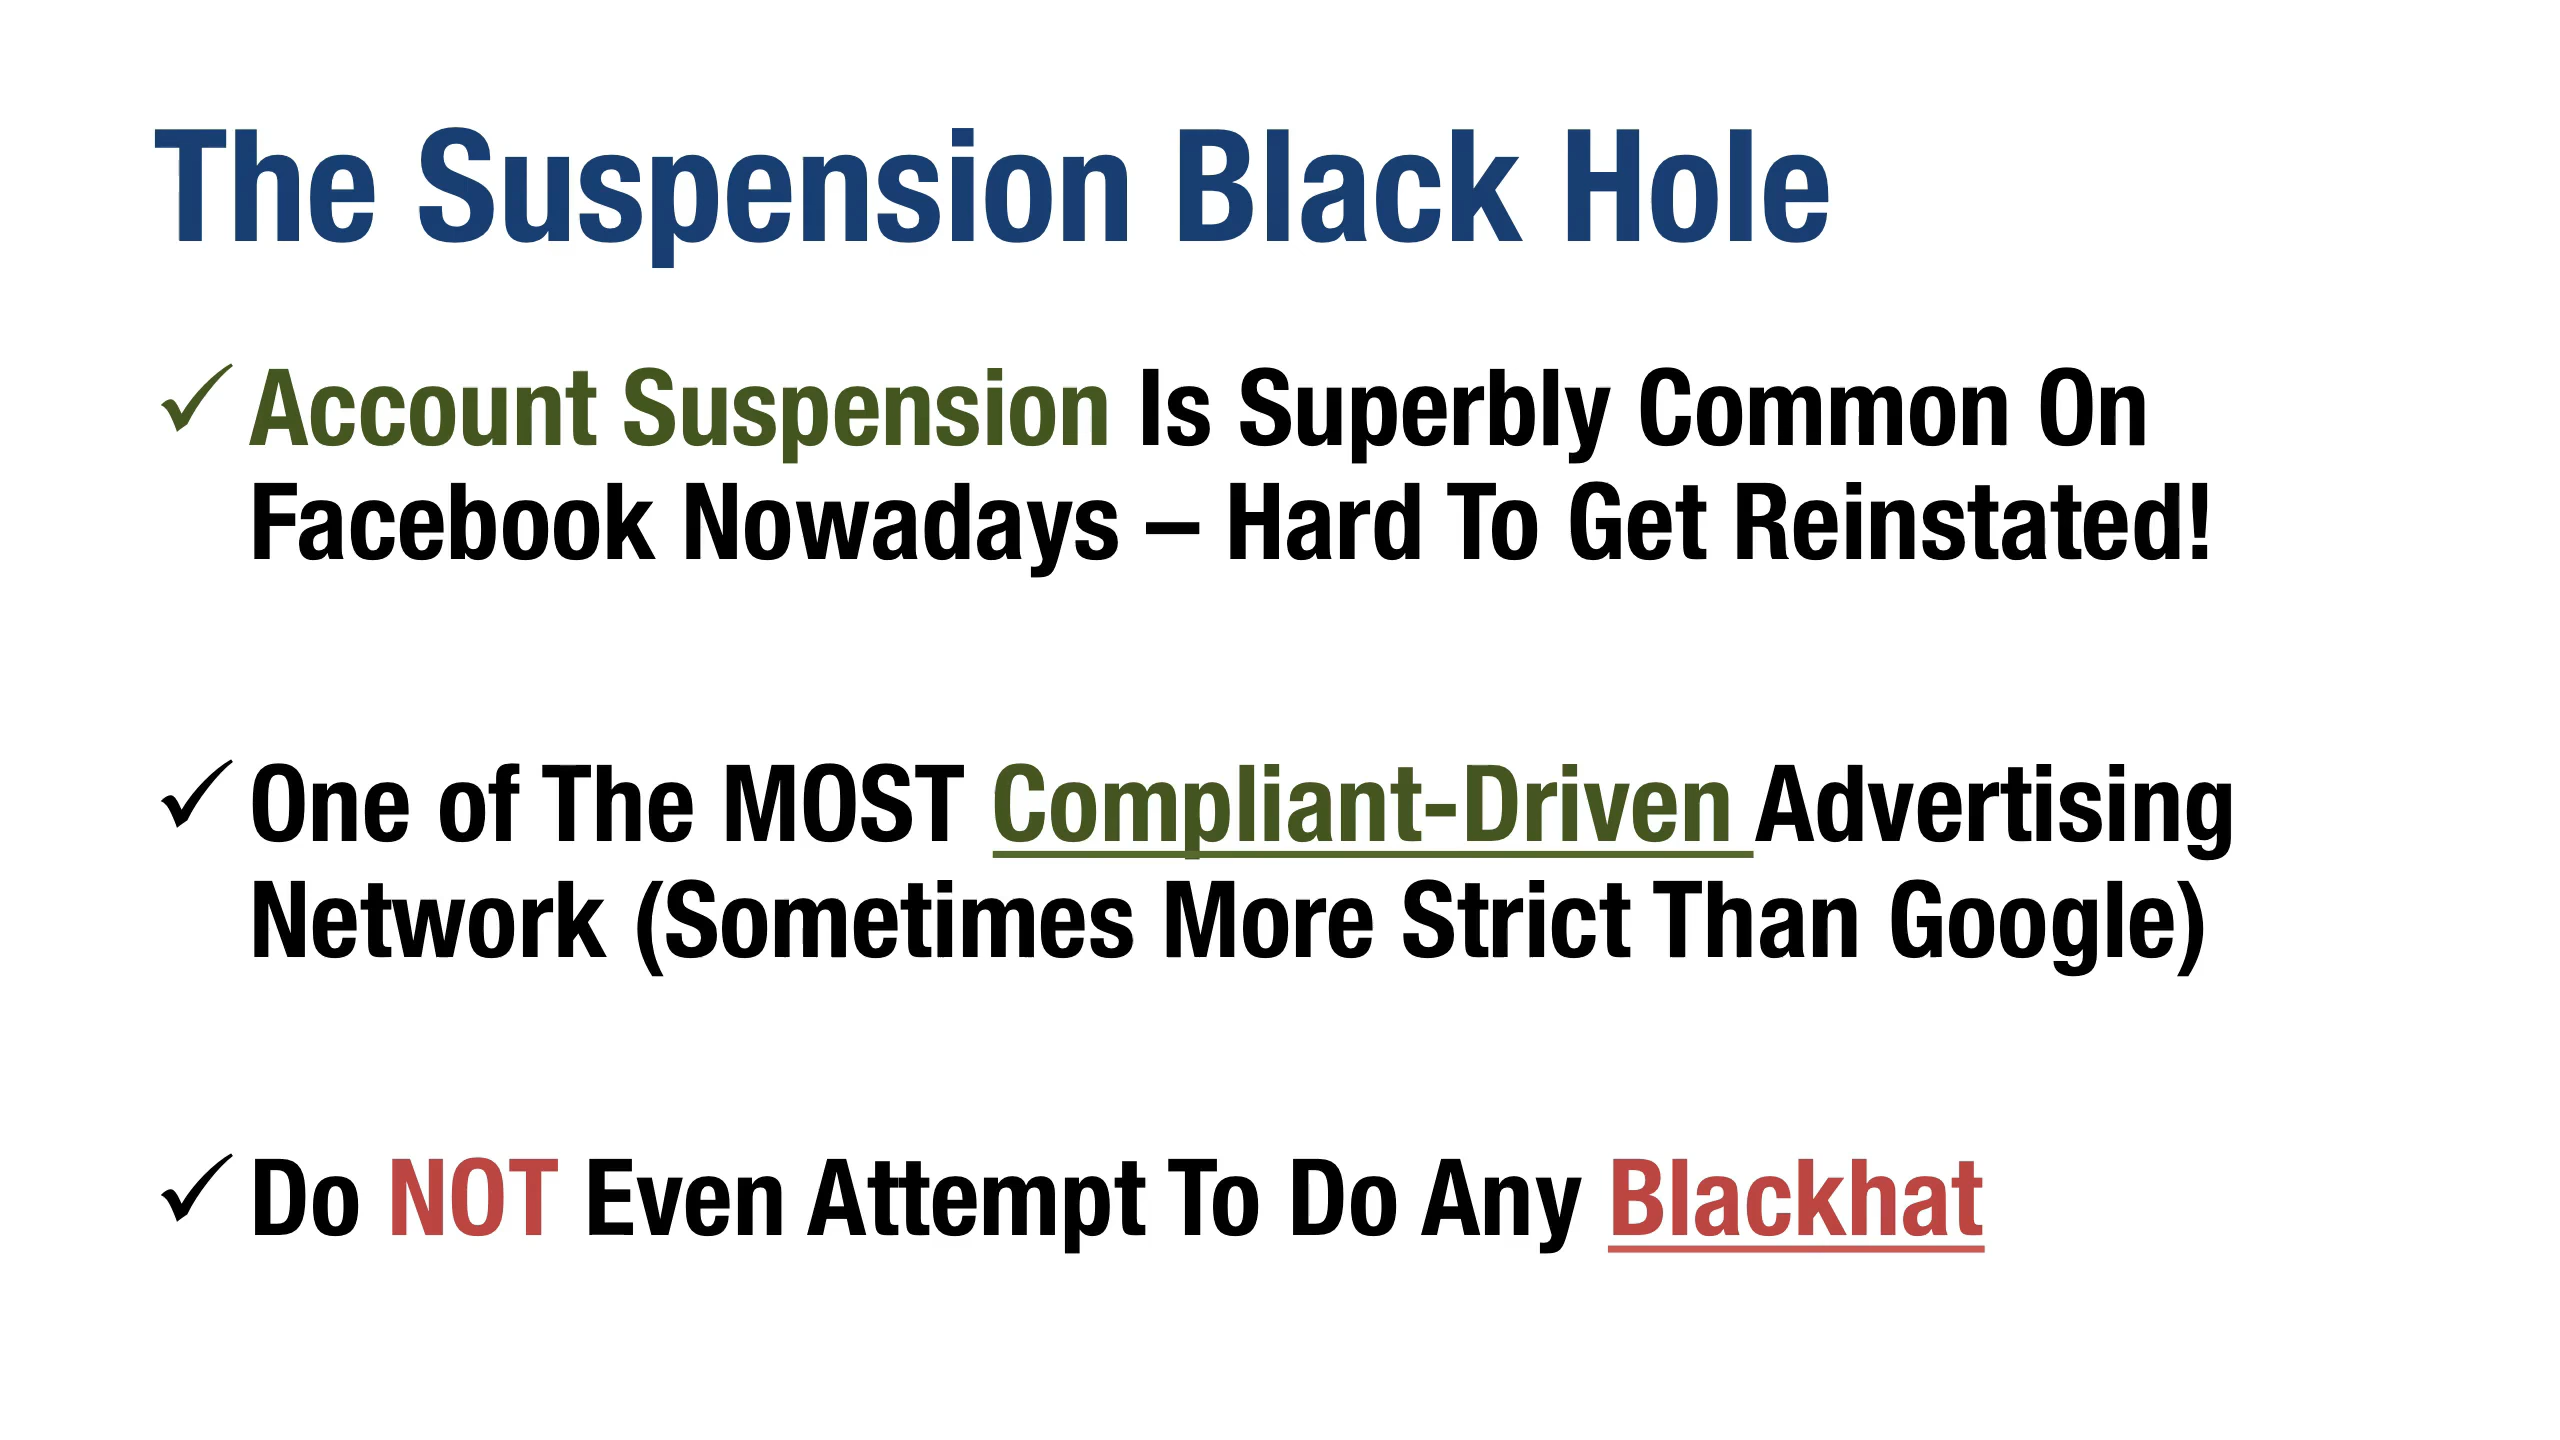 The Suspension Black Hole
✓ Account Suspension Is Superbly Common On
Facebook Nowadays – Hard To Get Reinstated!
✓ One of The MOST Compliant-Driven Advertising
Network (Sometimes More Strict Than Google)
✓ Do NOT Even Attempt To Do Any Blackhat